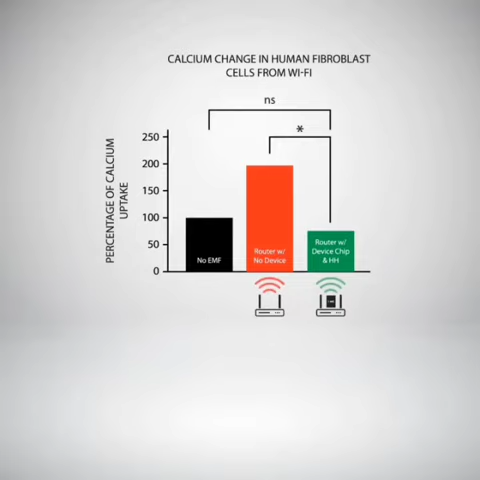 CALCIUM CHANGE IN HUMAN FIBROBLAST
CELLS FROM WI-FI
ns
*
PERCENTAGE OF CALCIUM
UPTAKE
250
200
150
100
50
0
No EMF
Router w/
No Device
Router w/
Device Chip
& HH